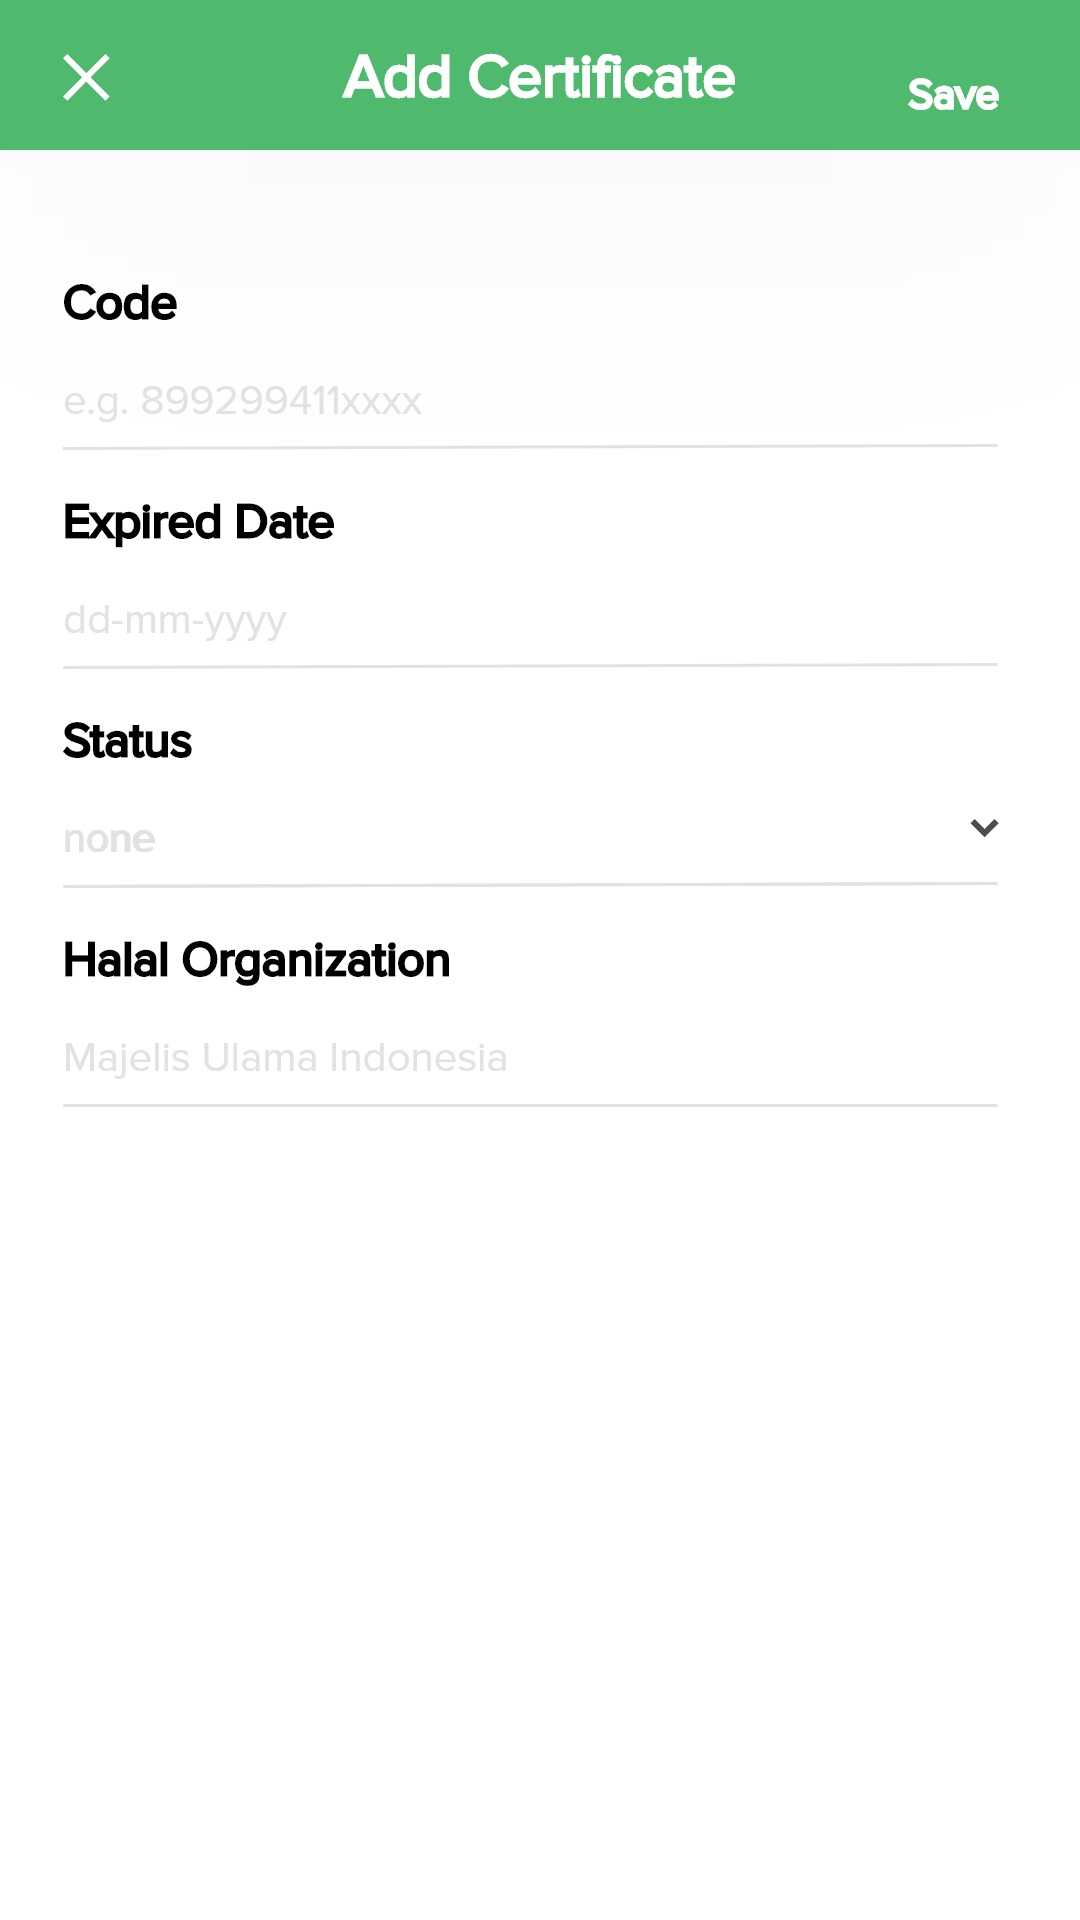 Add Certificate
Save
Code
e.g. 899299411xxxx
Expired Date
dd-mm-yyyy
Status
none
Halal Organization
Majelis Ulama Indonesia